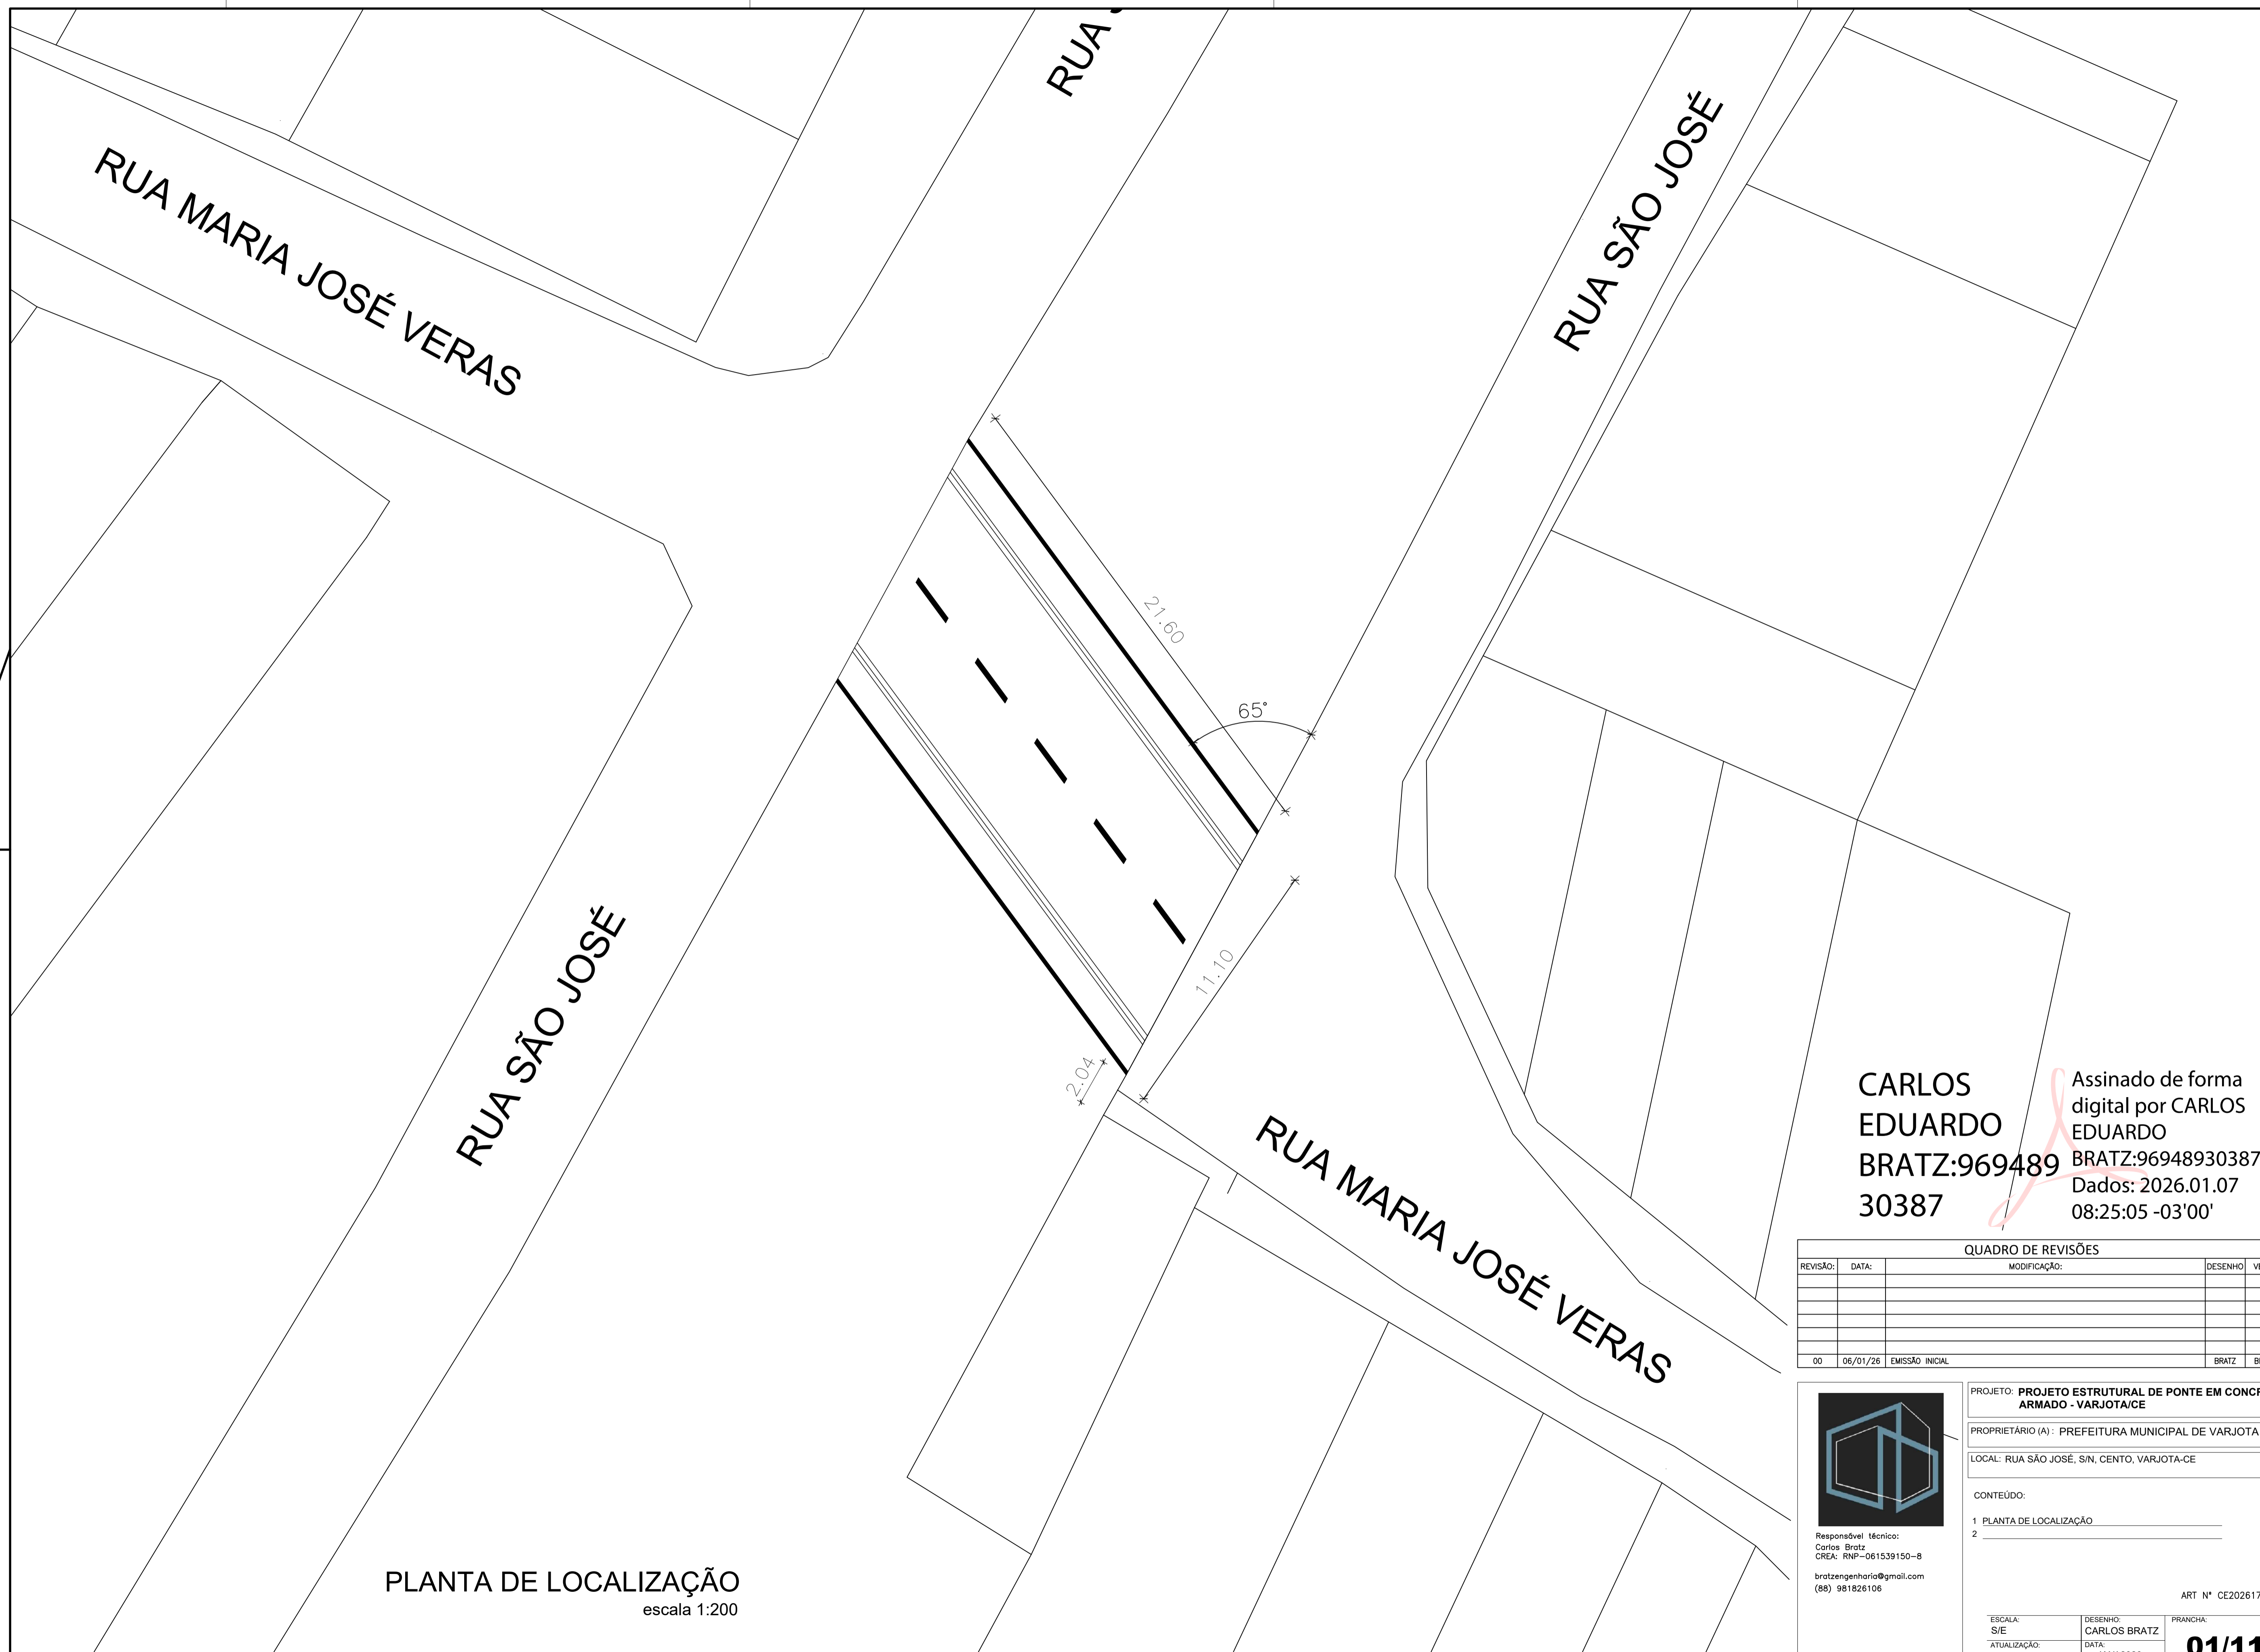 RUA
RUA SÃO JOSÉ
RUA MARIA JOSÉ VERAS
21.60
65°
11.10
2.04
RUA SÃO JOSÉ
RUA MARIA JOSÉ VERAS
PLANTA DE LOCALIZAÇÃO
escala 1:200
CARLOS
EDUARDO
BRATZ:969489
30387
Assinado de forma
digital por CARLOS
EDUARDO
BRATZ:96948930387
Dados: 2026.01.07
08:25:05 -03'00'
QUADRO DE REVISÕES
REVISÃO: DATA: MODIFICAÇÃO: DESENHO
00 06/01/26 EMISSÃO INICIAL BRATZ
PROJETO: PROJETO ESTRUTURAL DE PONTE EM
ARMADO - VARJOTA/CE
PROPRIETÁRIO (A) : PREFEITURA MUNICIPAL DE VARJOTA
LOCAL: RUA SÃO JOSÉ, S/N, CENTO, VARJOTA-CE
CONTEÚDO:
1 PLANTA DE LOCALIZAÇÃO
2
Responsável técnico:
Carlos Bratz
CREA: RNP-061539150-8
bratzengenharia@gmail.com
(88) 981826106
ART N°
ESCALA: DESENHO: PRANCHA:
S/E CARLOS BRATZ
ATUALIZAÇÃO: DATA:
01/11